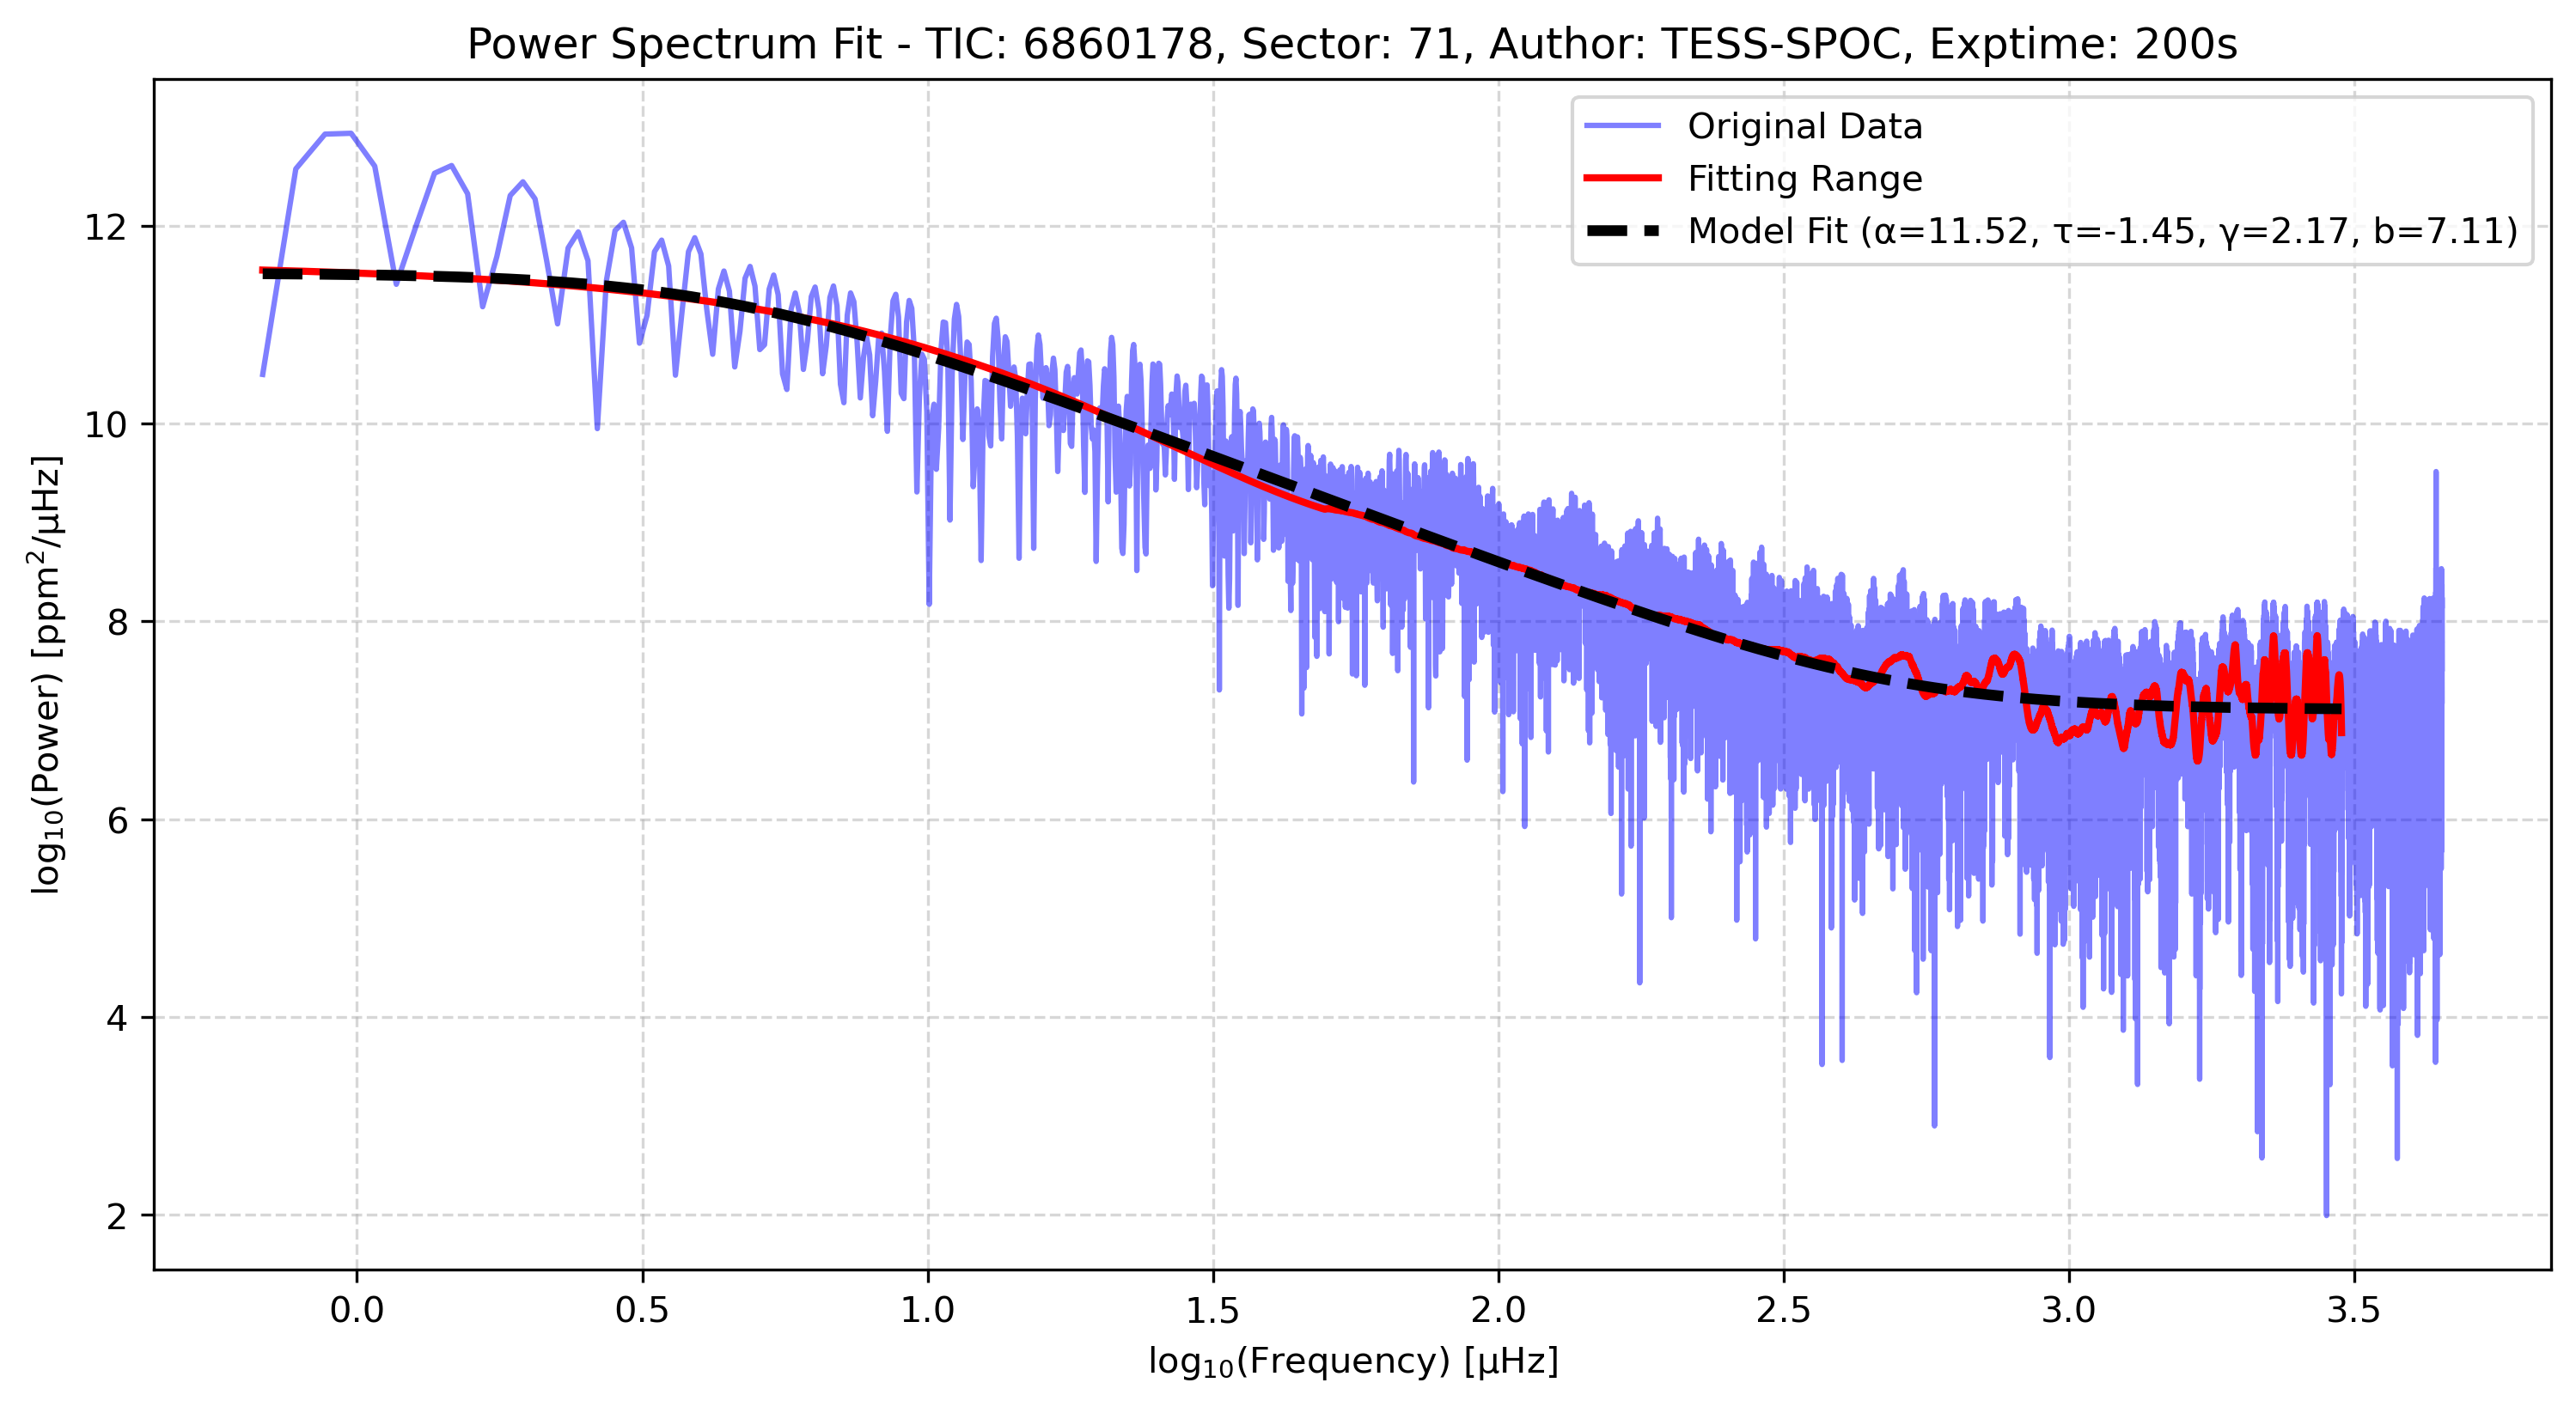 Power Spectrum Fit - TIC: 6860178, Sector: 71, Author: TESS-SPOC, Exptime: 200s
Original Data
Fitting Range
Model Fit (α=11.52, τ=-1.45, γ=2.17, b=7.11)
log₁₀(Power) [ppm²/μHz]
12
10
8
6
4
2
0.0 0.5 1.0 1.5 2.0 2.5 3.0 3.5
log₁₀(Frequency) [μHz]